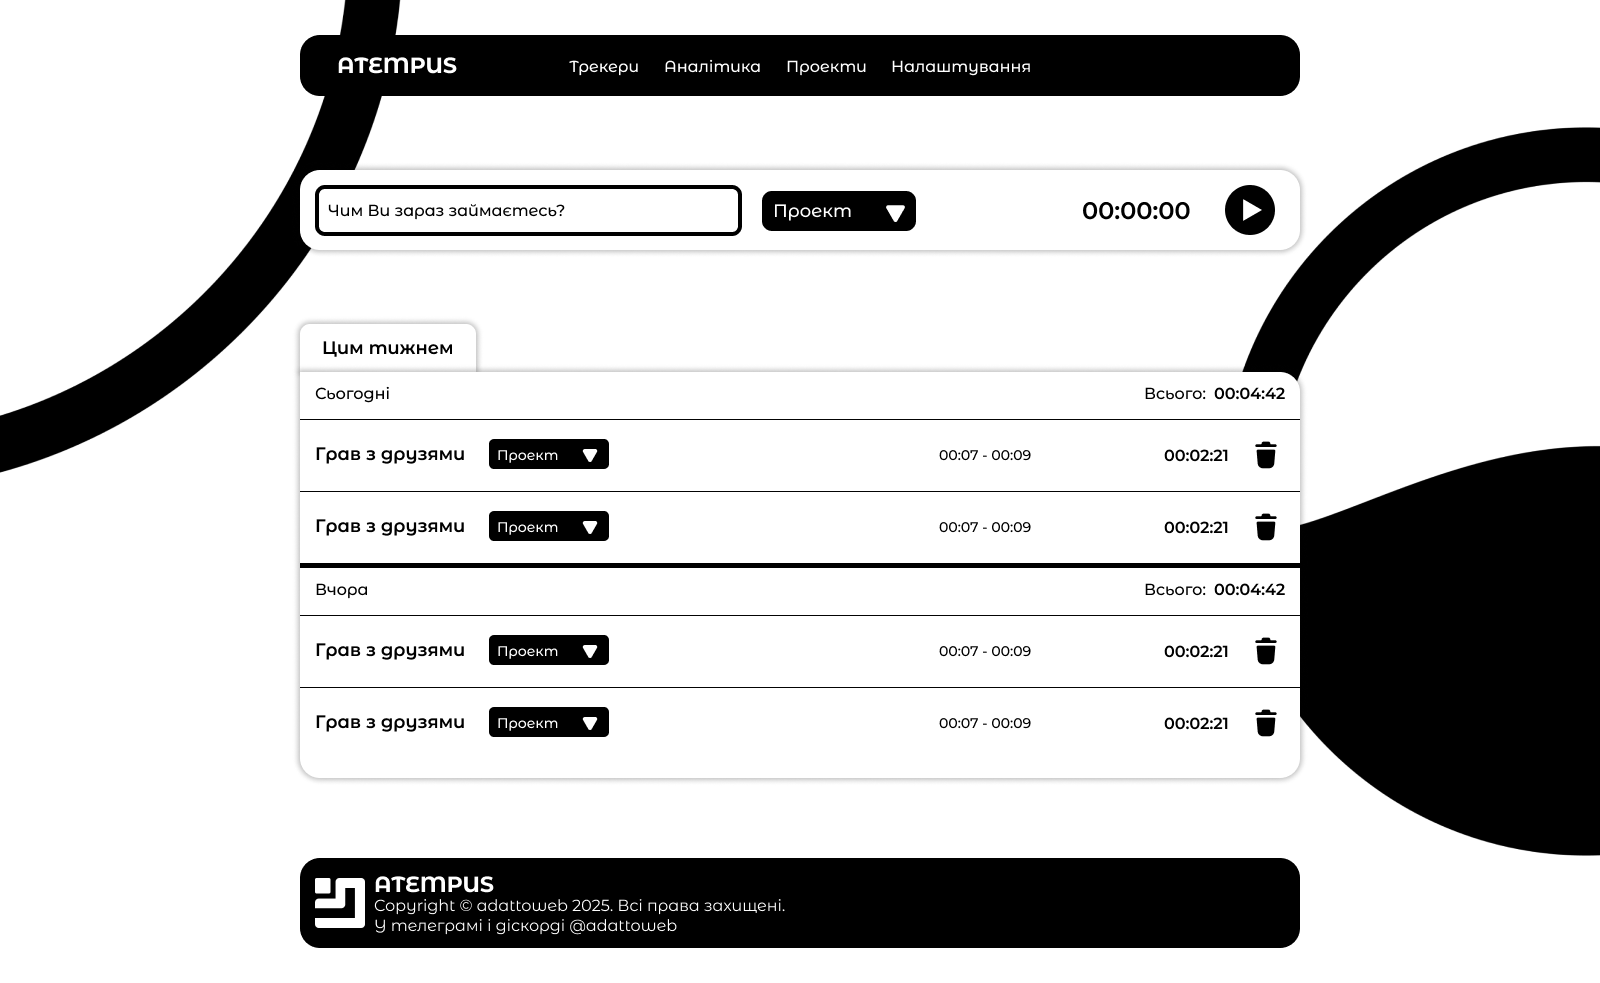 ATEMPUS Трекери Аналітика Проекти Налаштування
Чим Ви зараз займаєтесь? Проект 00:00:00
Цим тижнем
Сьогодні Всього: 00:04:42
Грав з друзями Проект 00:07 - 00:09 00:02:21
Грав з друзями Проект 00:07 - 00:09 00:02:21
Вчора Всього: 00:04:42
Грав з друзями Проект 00:07 - 00:09 00:02:21
Грав з друзями Проект 00:07 - 00:09 00:02:21
ATEMPUS
Copyright © adattoweb 2025. Всі права захищені.
У телеграмі і діскорді @adattoweb